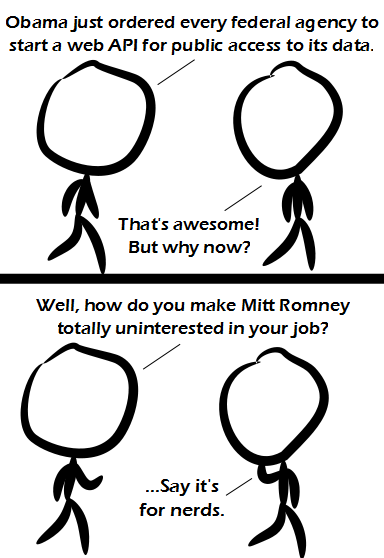 Obama just ordered every federal agency to
start a web API for public access to its data.
That's awesome!
But why now?
Well, how do you make Mitt Romney
totally uninterested in your job?
...Say it's
for nerds.